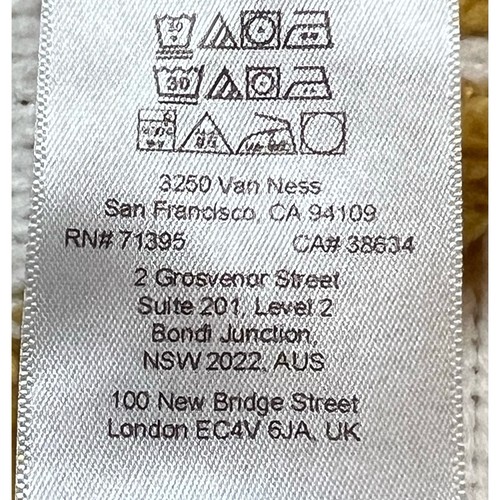 30
3250 Van Ness
San Francisco, CA 94109
RN# 71395 CA# 38634
2 Grosvenor Street
Suite 201, Level 2
Bondi Junction,
NSW 2022, AUS
100 New Bridge Street
London EC4V 6JA, UK